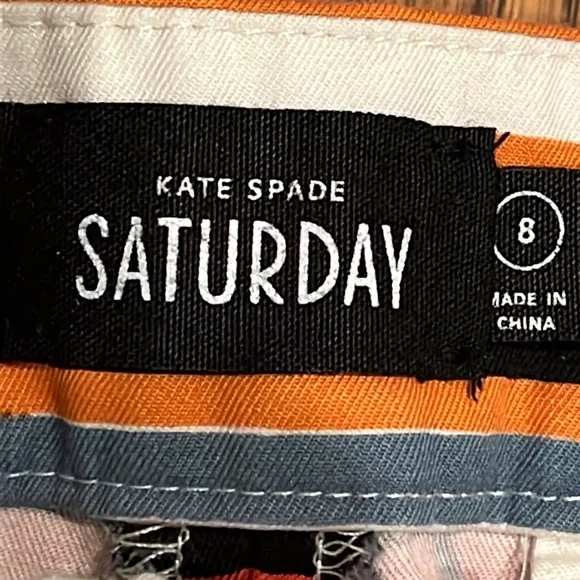 KATE SPADE
SATURDAY
8
MADE IN
CHINA